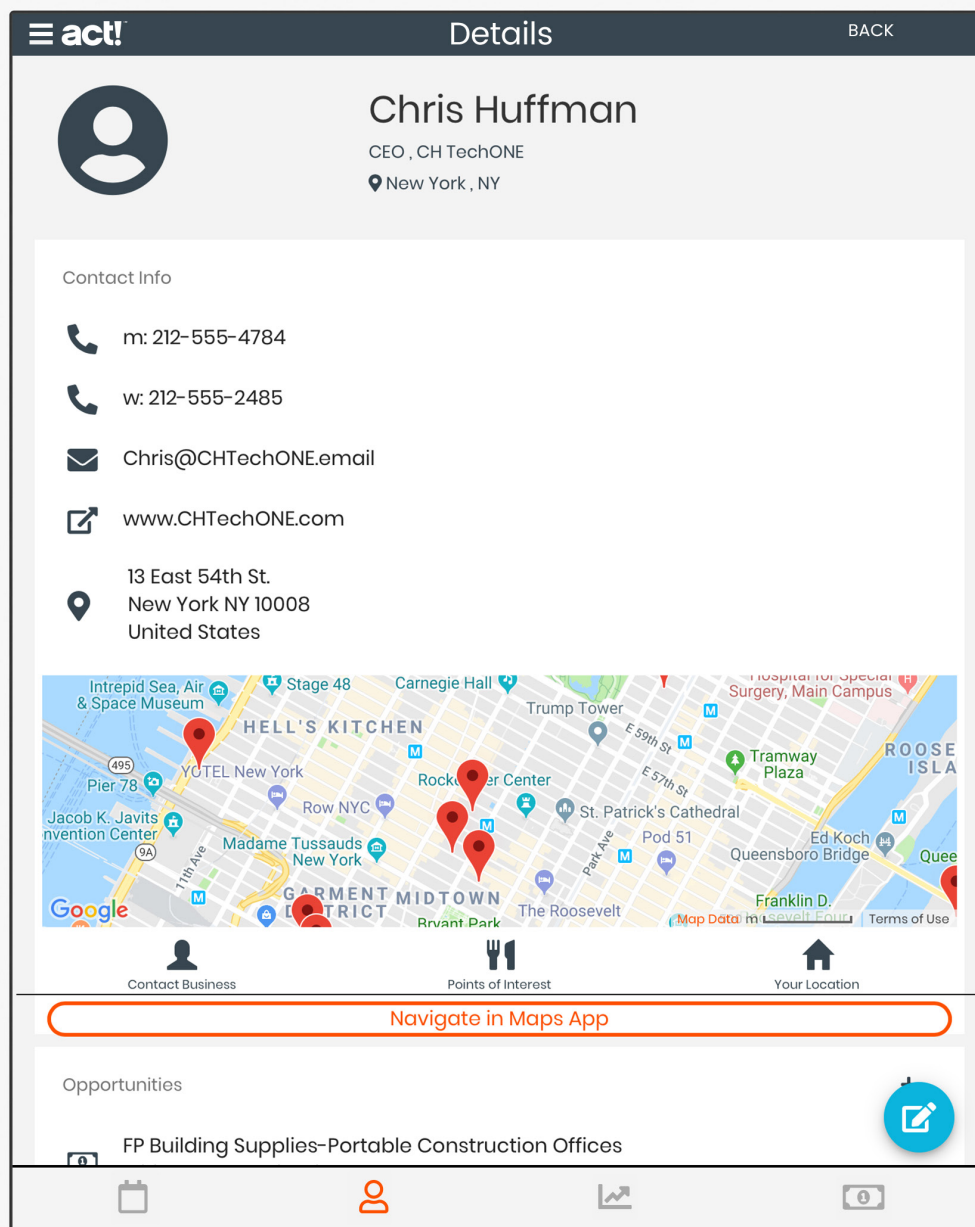 act!
Details
BACK
Chris Huffman
CEO , CH TechONE
New York , NY
Contact Info
m: 212-555-4784
w: 212-555-2485
Chris@CHTechONE.email
www.CHTechONE.com
13 East 54th St.
New York NY 10008
United States
Intrepid Sea, Air
& Space Museum
Stage 48
Carnegie Hall
Hospital for Special
Surgery, Main Campus
H
Trump Tower
M
HELL'S KITCHEN
E 59th St
M
M
Tramway
Plaza
ROOSE
ISLA
495
Pier 78
YOTEL New York
Center
E 57th St
Row NYC
St. Patrick's Cathedral
Jacob K. Javits
nvention Center
9A
Madame Tussauds
New York
M
Park Ave
Pod 51
M
M
Ed Koch
Queensboro Bridge
Quee
11th Ave
M
GARMENT
MIDTOWN
The Roosevelt
Franklin D.
Google
Bryant Park
Map Data
Terms of Use
Contact Business
Points of Interest
Your Location
Navigate in Maps App
Opportunities
+
FP Building Supplies-Portable Construction Offices